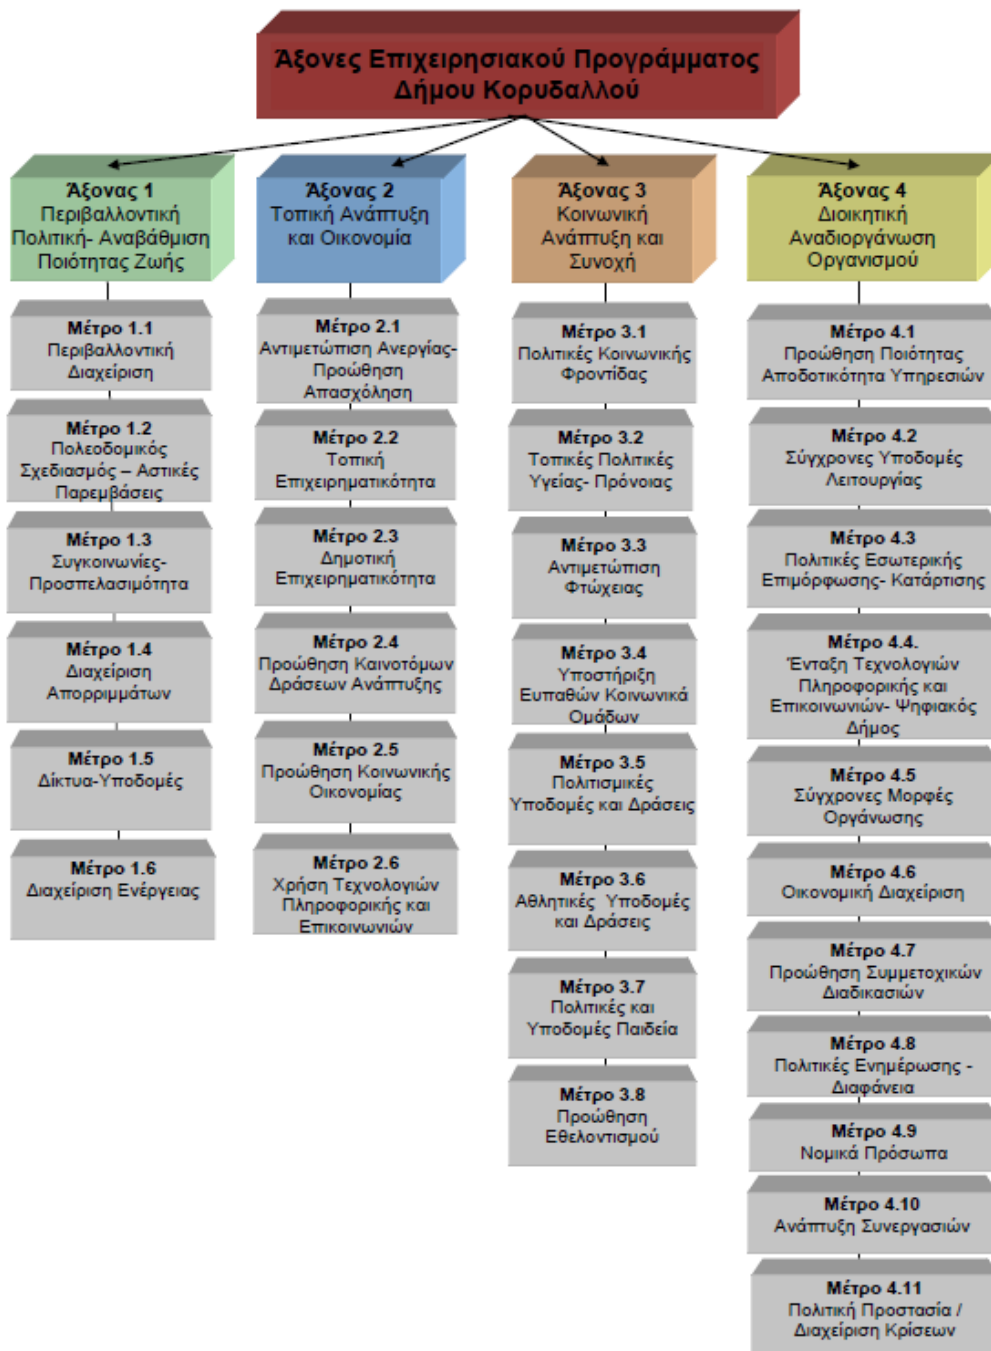 Άξονες Επιχειρησιακού Προγράμματος
Δήμου Κορυδαλλού
Άξονας 1
Περιβαλλοντική
Πολιτική- Αναβάθμιση
Ποιότητας Ζωής
Μέτρο 1.1
Περιβαλλοντική
Διαχείριση
Μέτρο 1.2
Πολεοδομικός
Σχεδιασμός – Αστικές
Παρεμβάσεις
Μέτρο 1.3
Συγκοινωνίες-
Προσπελασιμότητα
Μέτρο 1.4
Διαχείριση
Απορριμμάτων
Μέτρο 1.5
Δίκτυα-Υποδομές
Μέτρο 1.6
Διαχείριση Ενέργειας
Άξονας 2
Τοπική Ανάπτυξη
και Οικονομία
Μέτρο 2.1
Αντιμετώπιση Ανεργίας-
Προώθηση
Απασχόληση
Μέτρο 2.2
Τοπική
Επιχειρηματικότητα
Μέτρο 2.3
Δημοτική
Επιχειρηματικότητα
Μέτρο 2.4
Προώθηση Καινοτόμων
Δράσεων Ανάπτυξης
Μέτρο 2.5
Προώθηση Κοινωνικής
Οικονομίας
Μέτρο 2.6
Χρήση Τεχνολογιών
Πληροφορικής και
Επικοινωνιών
Άξονας 3
Κοινωνική
Ανάπτυξη και
Συνοχή
Μέτρο 3.1
Πολιτικές Κοινωνικής
Φροντίδας
Μέτρο 3.2
Τοπικές Πολιτικές
Υγείας- Πρόνοιας
Μέτρο 3.3
Αντιμετώπιση
Φτώχειας
Μέτρο 3.4
Υποστήριξη
Ευπαθών Κοινωνικά
Ομάδων
Μέτρο 3.5
Πολιτισμικές
Υποδομές και Δράσεις
Μέτρο 3.6
Αθλητικές Υποδομές
και Δράσεις
Μέτρο 3.7
Πολιτικές και
Υποδομές Παιδεία
Μέτρο 3.8
Προώθηση
Εθελοντισμού
Άξονας 4
Διοικητική
Αναδιοργάνωση
Οργανισμού
Μέτρο 4.1
Προώθηση Ποιότητας
Αποδοτικότητα Υπηρεσιών
Μέτρο 4.2
Σύγχρονες Υποδομές
Λειτουργίας
Μέτρο 4.3
Πολιτικές Εσωτερικής
Επιμόρφωσης- Κατάρτισης
Μέτρο 4.4.
Ένταξη Τεχνολογιών
Πληροφορικής και
Επικοινωνιών- Ψηφιακός
Δήμος
Μέτρο 4.5
Σύγχρονες Μορφές
Οργάνωσης
Μέτρο 4.6
Οικονομική Διαχείριση
Μέτρο 4.7
Προώθηση Συμμετοχικών
Διαδικασιών
Μέτρο 4.8
Πολιτικές Ενημέρωσης -
Διαφάνεια
Μέτρο 4.9
Νομικά Πρόσωπα
Μέτρο 4.10
Ανάπτυξη Συνεργασιών
Μέτρο 4.11
Πολιτική Προστασία /
Διαχείριση Κρίσεων